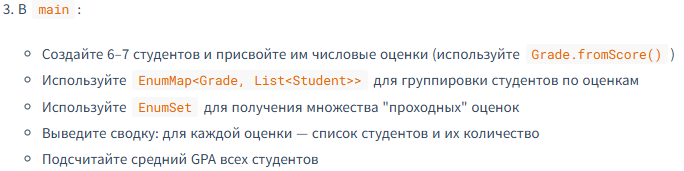 3. В main :
Создайте 6–7 студентов и присвойте им числовые оценки (используйте Grade.fromScore() )
Используйте EnumMap<Grade, List<Student>> для группировки студентов по оценкам
Используйте EnumSet для получения множества "проходных" оценок
Выведите сводку: для каждой оценки — список студентов и их количество
Подсчитайте средний GPA всех студентов